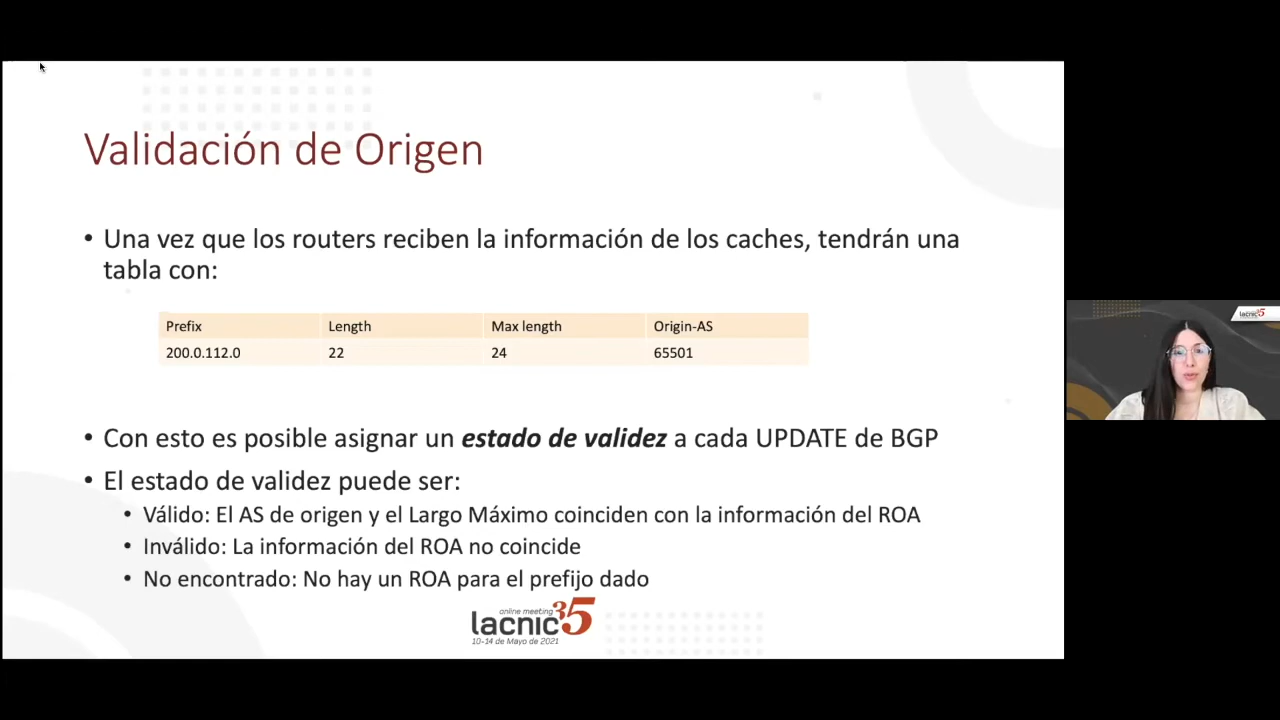 Validación de Origen
• Una vez que los routers reciben la información de los caches, tendrán una
tabla con:
Prefix Length Max length Origin-AS
200.0.112.0 22 24 65501
• Con esto es posible asignar un estado de validez a cada UPDATE de BGP
• El estado de validez puede ser:
• Válido: El AS de origen y el Largo Máximo coinciden con la información del ROA
• Inválido: La información del ROA no coincide
• No encontrado: No hay un ROA para el prefijo dado
online meeting
lacnic35
10-14 de Mayo de 2021
lacnic35